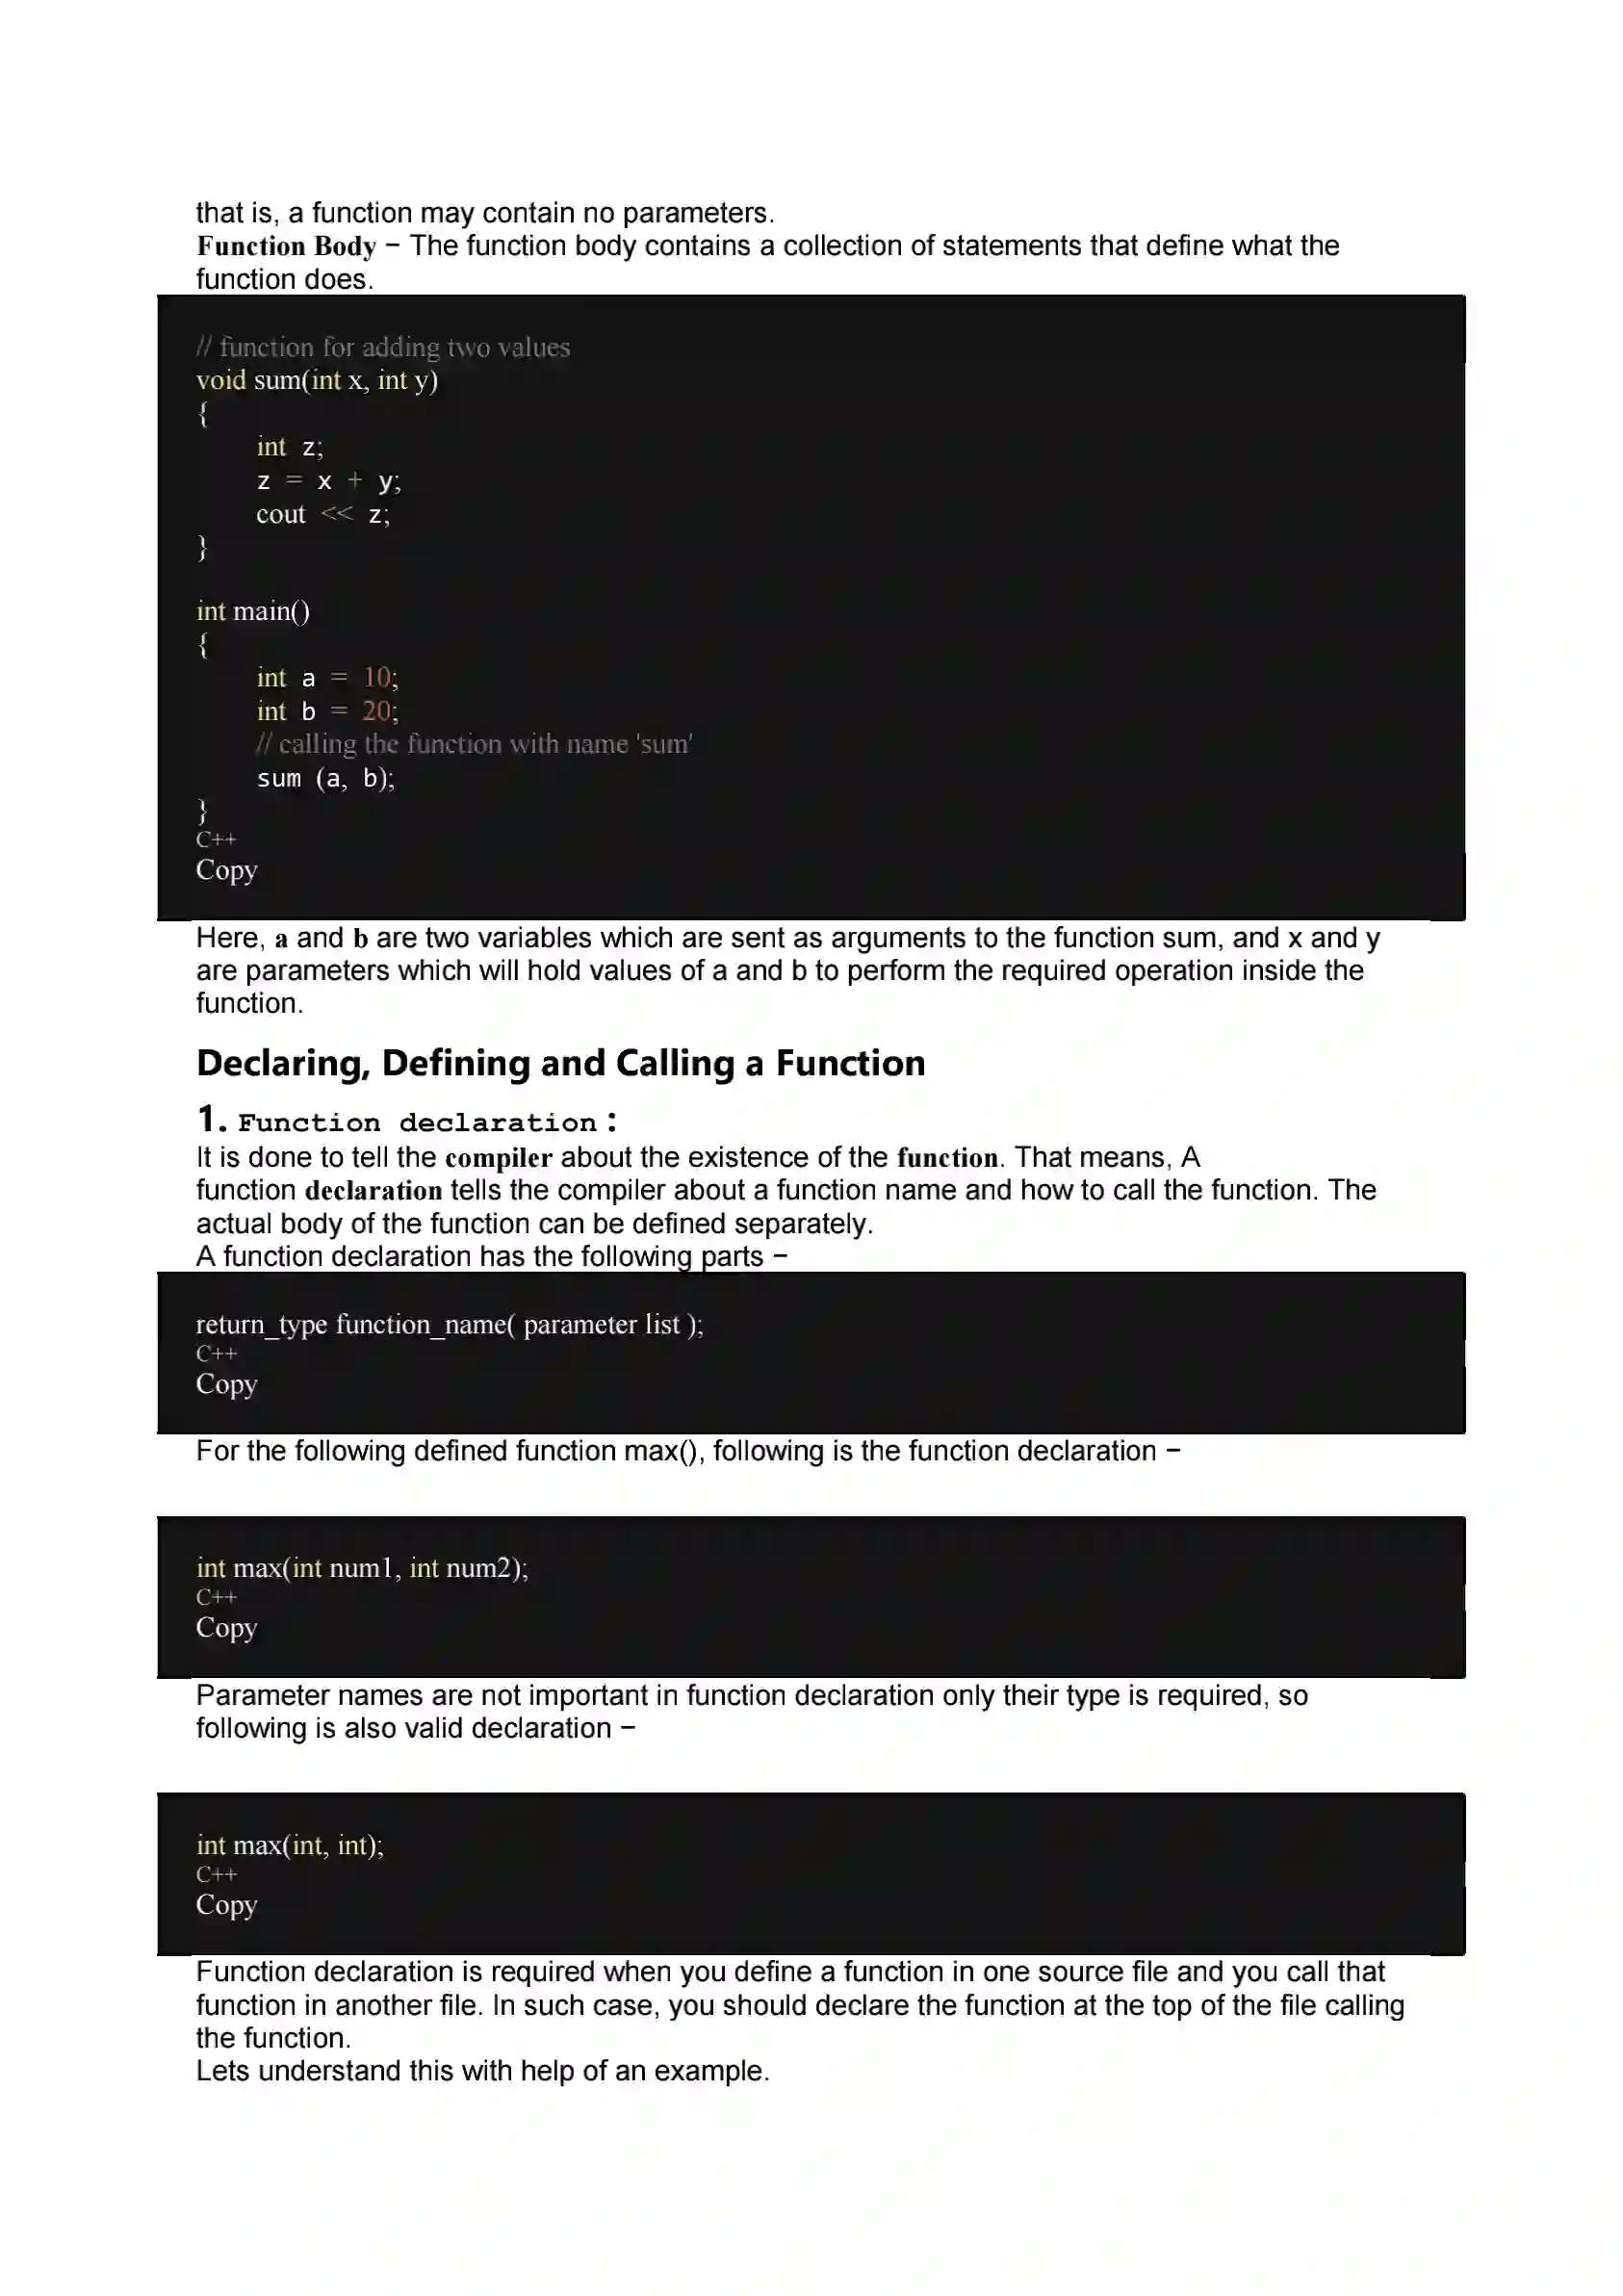 that is, a function may contain no parameters.
Function Body − The function body contains a collection of statements that define what the
function does.
// function for adding two values
void sum(int x, int y)
{
int z;
z = x + y;
cout << z;
}
int main()
{
int a = 10;
int b = 20;
// calling the function with name 'sum'
sum (a, b);
}
C++
Copy
Here, a and b are two variables which are sent as arguments to the function sum, and x and y
are parameters which will hold values of a and b to perform the required operation inside the
function.
Declaring, Defining and Calling a Function
1. Function declaration :
It is done to tell the compiler about the existence of the function. That means, A
function declaration tells the compiler about a function name and how to call the function. The
actual body of the function can be defined separately.
A function declaration has the following parts −
return_type function_name( parameter list );
C++
Copy
For the following defined function max(), following is the function declaration −
int max(int num1, int num2);
C++
Copy
Parameter names are not important in function declaration only their type is required, so
following is also valid declaration −
int max(int, int);
C++
Copy
Function declaration is required when you define a function in one source file and you call that
function in another file. In such case, you should declare the function at the top of the file calling
the function.
Lets understand this with help of an example.